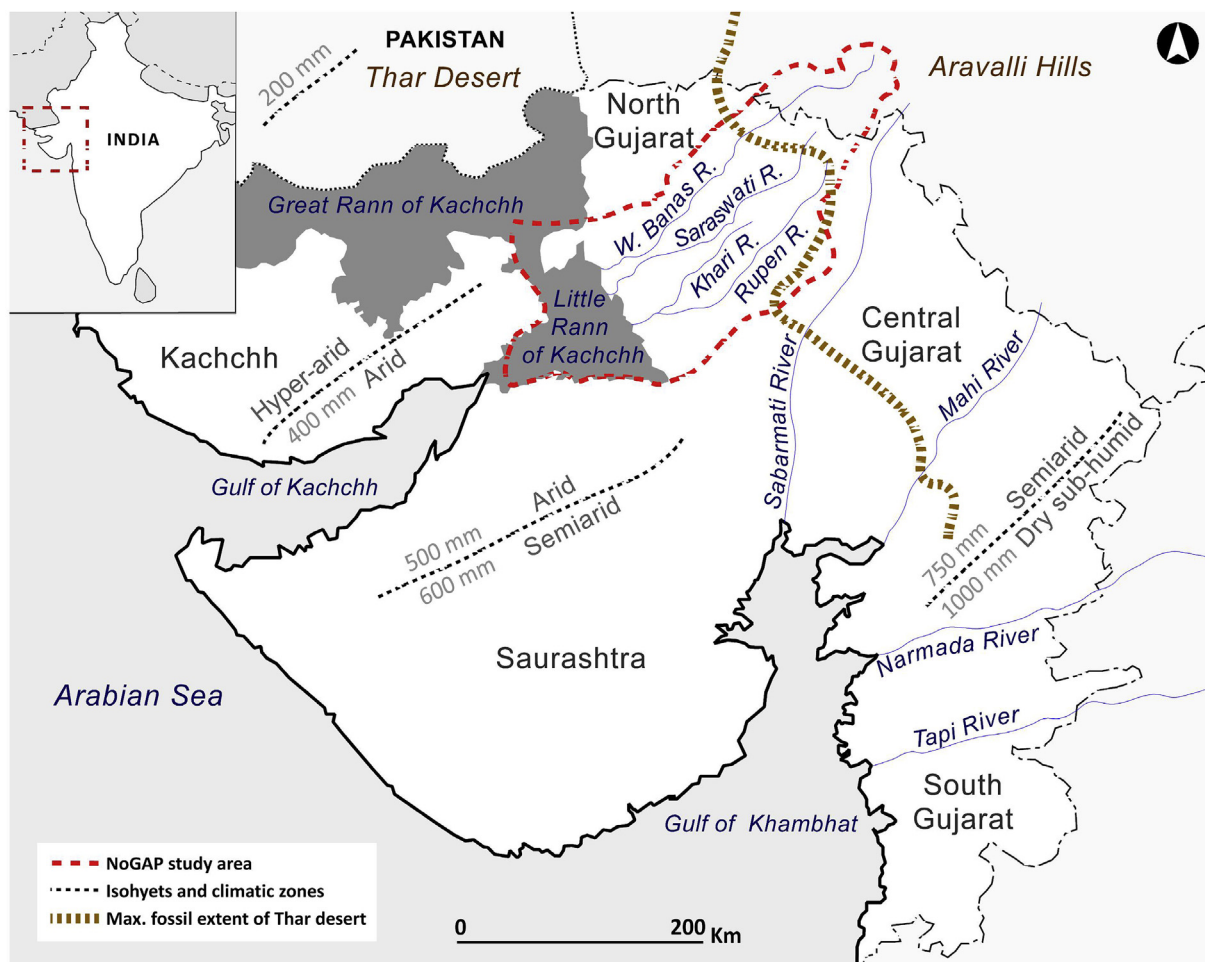 PAKISTAN
Thar Desert
Aravalli Hills
200 mm
INDIA
North
Gujarat
Great Rann of Kachchh
W. Banas R.
Saraswati R.
Khari R.
Rupen R.
Little
Rann
of Kachchh
Central
Gujarat
Kachchh
Hyper-arid
Arid
400 mm
Mahi River
Sabarmati River
Gulf of Kachchh
Arid
Semiarid
500 mm
600 mm
Semiarid
Dry sub-humid
750 mm
1000 mm
Saurashtra
Narmada River
Arabian Sea
Tapi River
South
Gujarat
Gulf of Khambhat
NoGAP study area
Isohyets and climatic zones
Max. fossil extent of Thar desert
0
200
Km